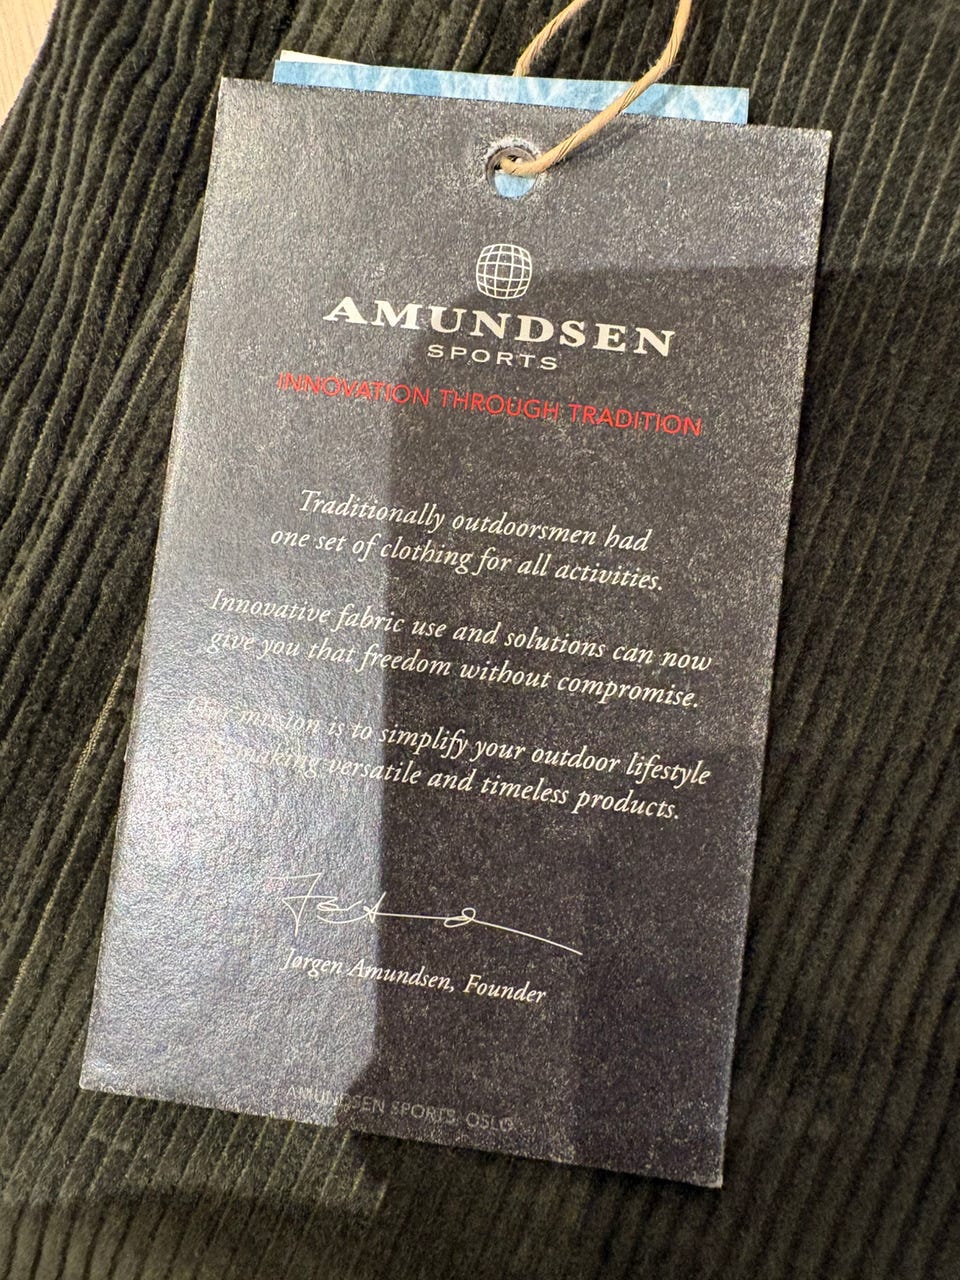 AMUNDSEN
SPORTS
INNOVATION THROUGH TRADITION
Traditionally outdoorsmen had
one set of clothing for all activities.
Innovative fabric use and solutions can now
give you that freedom without compromise.
Our mission is to simplify your outdoor lifestyle
making versatile and timeless products.
Jørgen Amundsen, Founder
AMUNDSEN SPORTS, OSLO